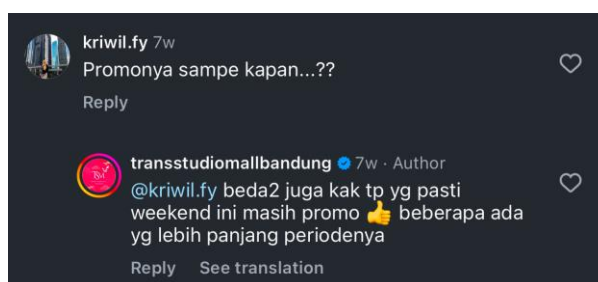 kriwil.fy 7w
Promonya sampe kapan...??
Reply
transstudiomallbandung 7w · Author
@kriwil.fy beda2 juga kak tp yg pasti
weekend ini masih promo 👍 beberapa ada
yg lebih panjang periodenya
Reply See translation